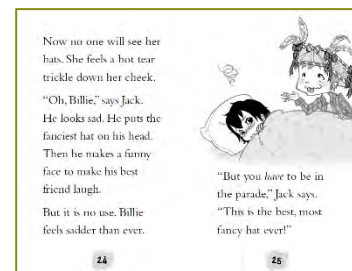 Now no one will see her
hats. She feels a hot tear
trickle down her cheek.
“Oh, Billie,” says Jack.
He looks sad. He puts the
fanciest hat on his head.
Then he makes a funny
face to make his best
friend laugh.
But it is no use. Billie
feels sadder than ever.
24
“But you have to be in
the parade,” Jack says.
“This is the best, most
fancy hat ever!”
25